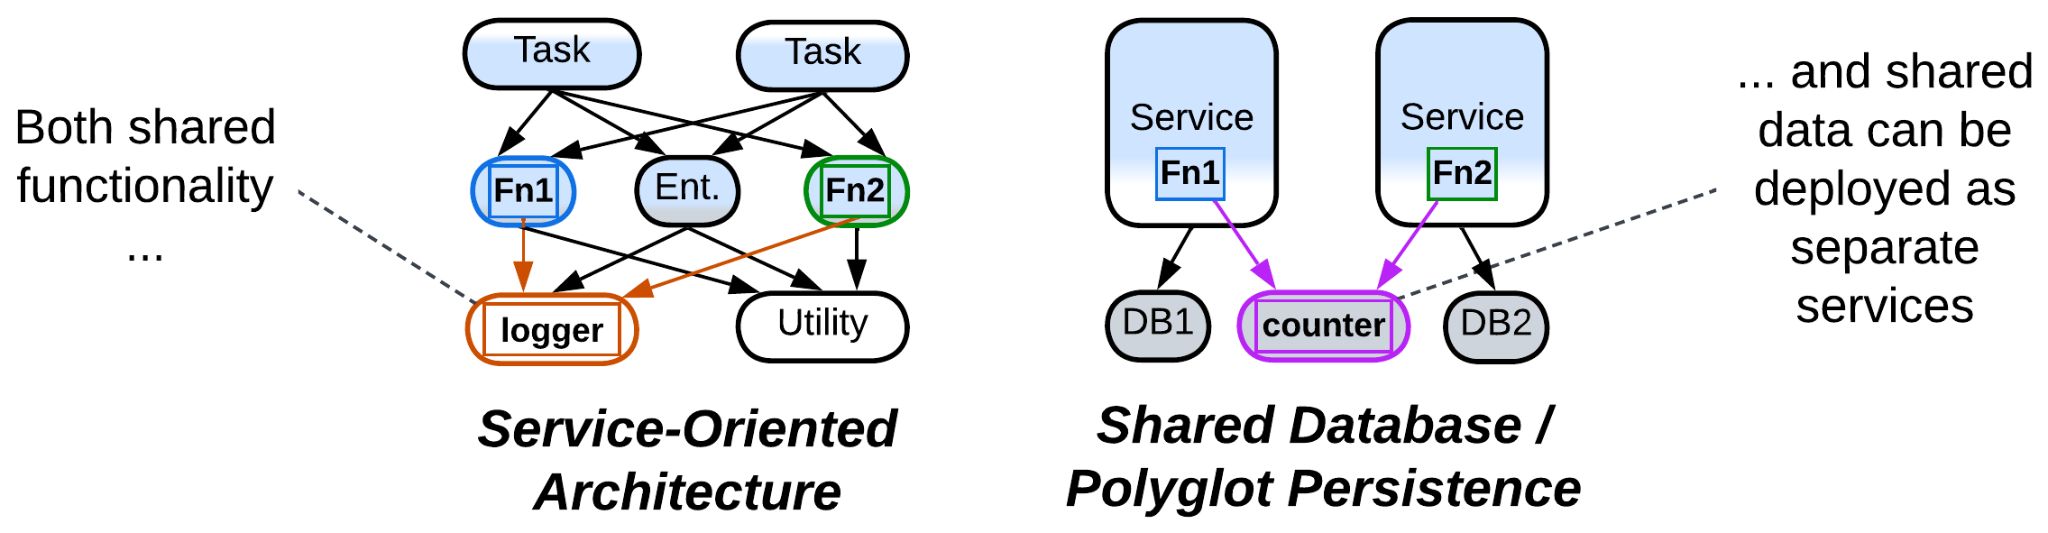 Both shared
functionality
...
Task
Task
Fn1
Ent.
Fn2
logger
Utility
Service-Oriented
Architecture
Service
Service
Fn1
Fn2
DB1
counter
DB2
Shared Database /
Polyglot Persistence
... and shared
data can be
deployed as
separate
services